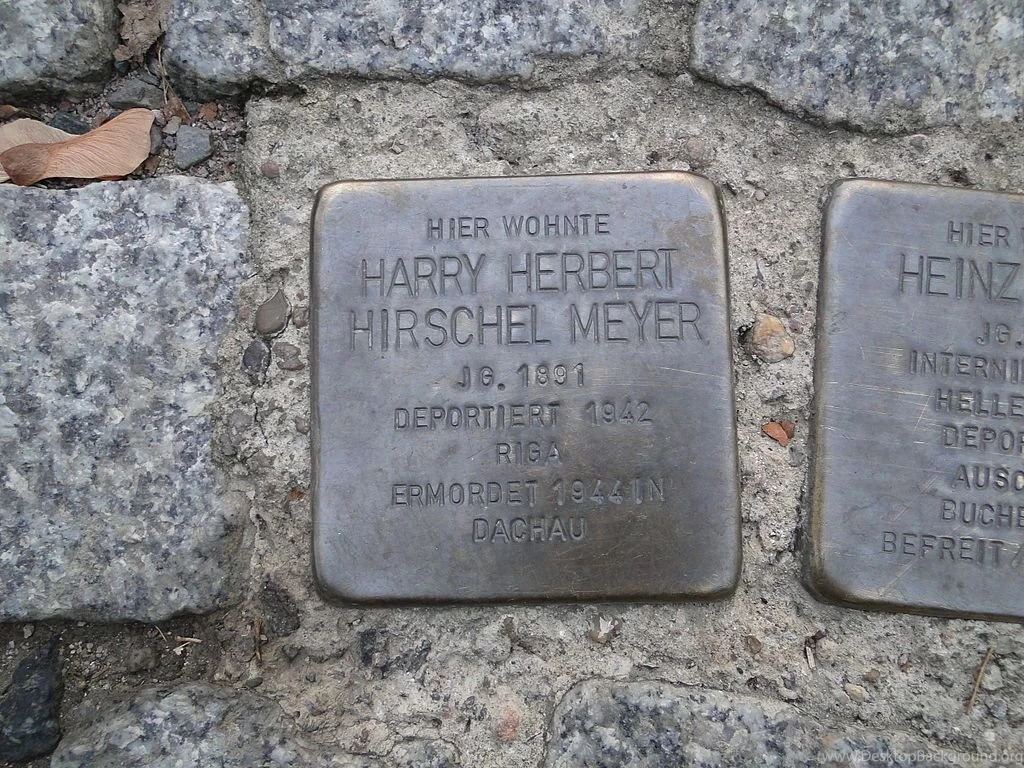 HIER WOHNTE
HARRY HERBERT
HIRSCHEL MEYER
JG. 1891
DEPORTIERT 1942
RIGA
ERMORDET 1944 IN
DACHAU
HIER
HEINZ
JG.
INTERNI
HELLE
DEPOR
AUSC
BUCHE
BEFREIT
www.DesktopBackground.org